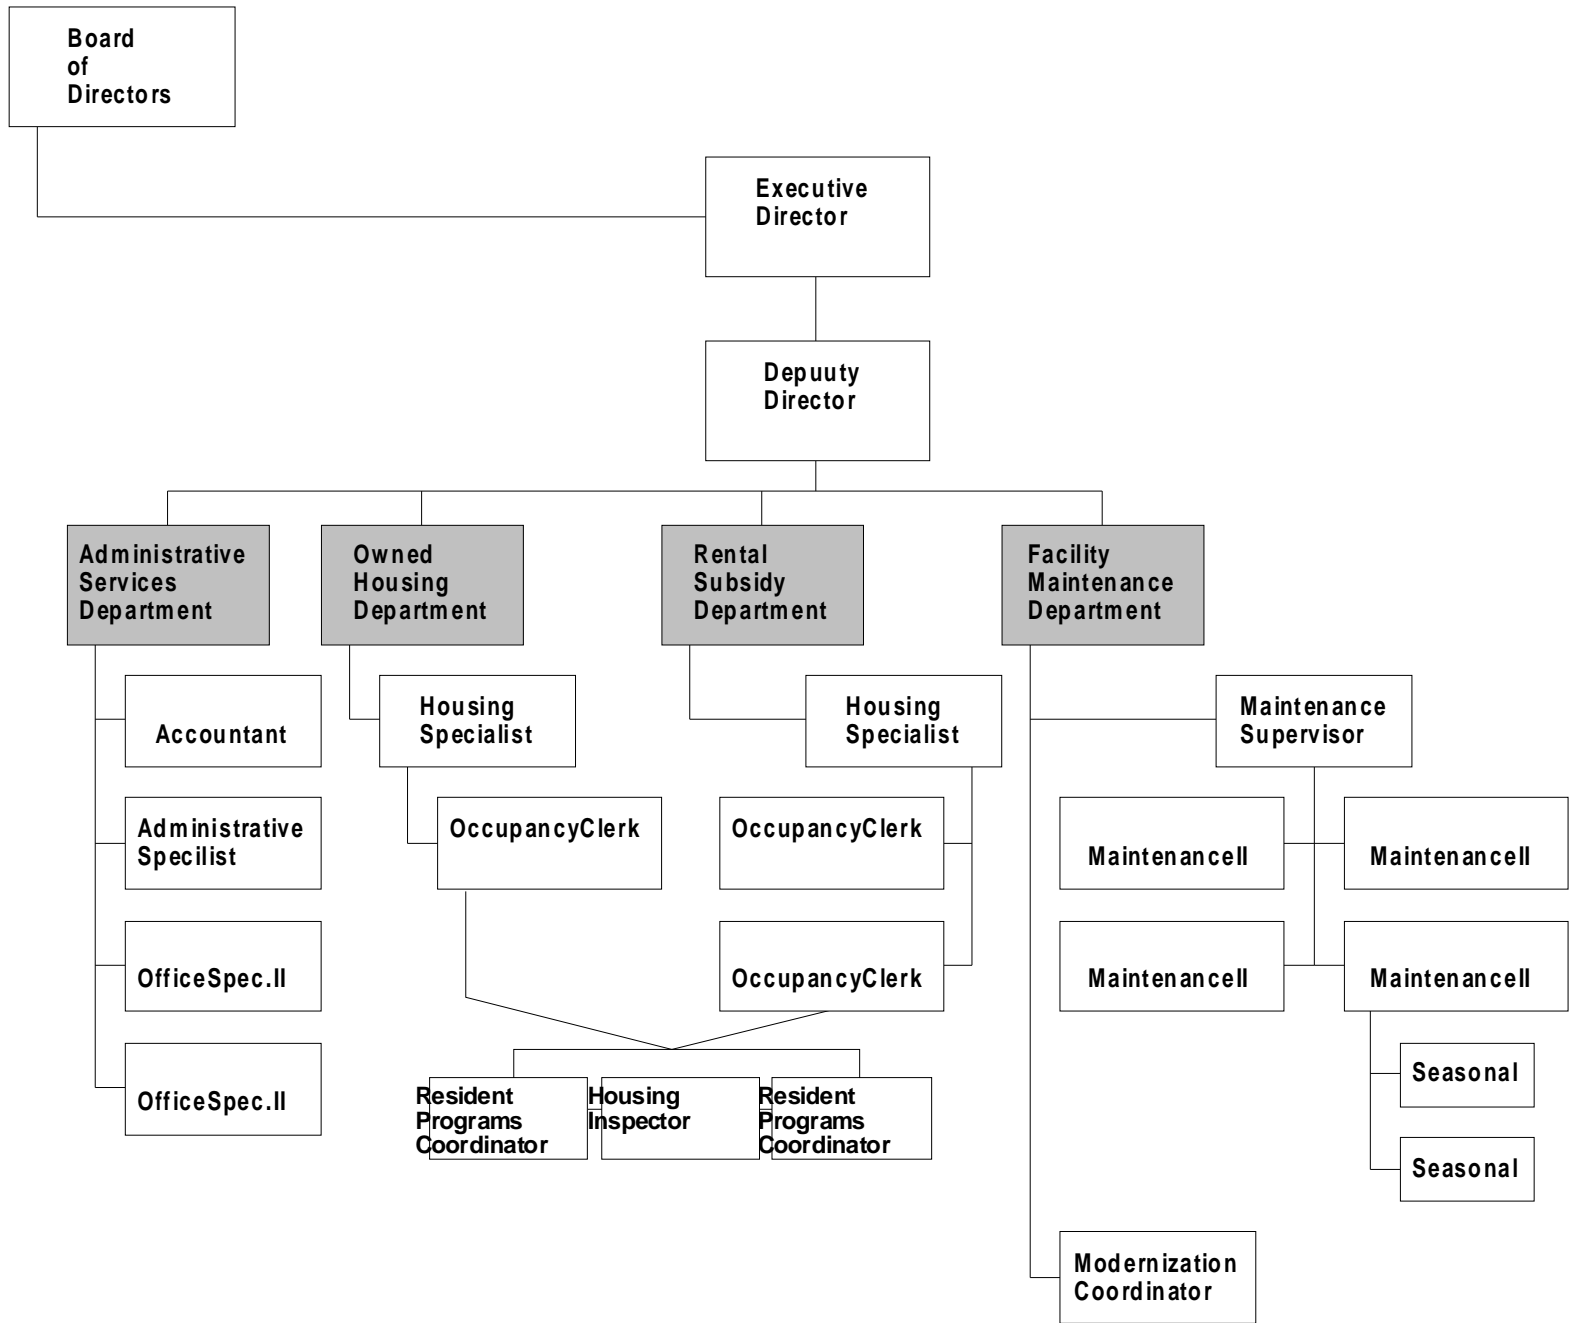 Board
of
Directors
Executive
Director
Depuuty
Director
Administrative
Services
Department
Owned
Housing
Department
Rental
Subsidy
Department
Facility
Maintenance
Department
Accountant
Administrative
Specilist
OfficeSpec.II
OfficeSpec.II
Housing
Specialist
OccupancyClerk
Housing
Specialist
OccupancyClerk
OccupancyClerk
Resident
Programs
Coordinator
Housing
Inspector
Resident
Programs
Coordinator
Maintenance
Supervisor
MaintenanceII
MaintenanceII
MaintenanceII
MaintenanceII
Seasonal
Seasonal
Modernization
Coordinator